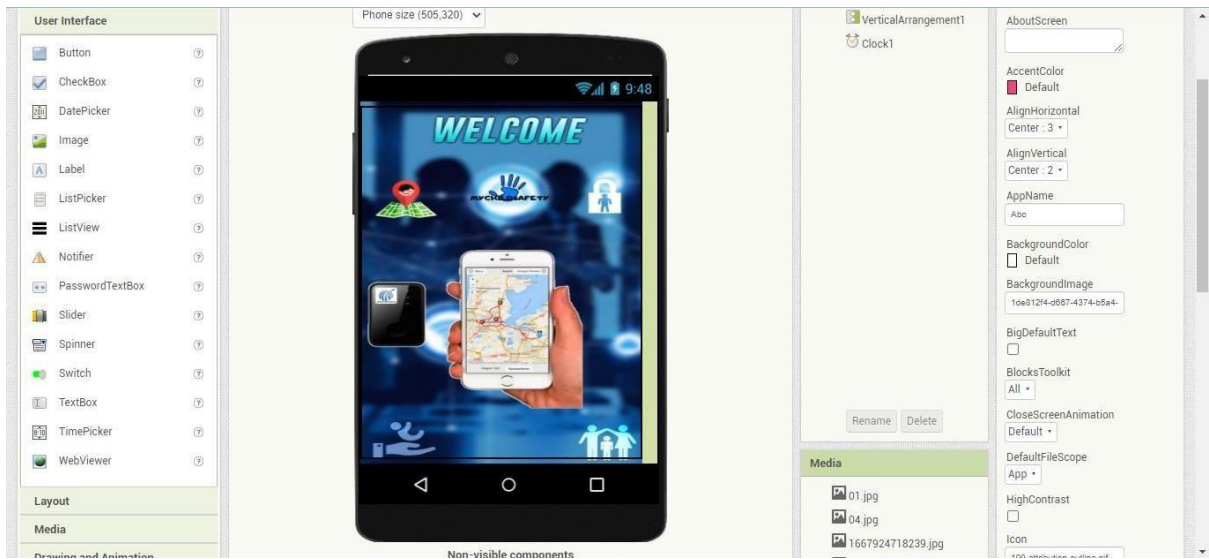 User Interface
Button
CheckBox
DatePicker
Image
Label
ListPicker
ListView
Notifier
PasswordTextBox
Slider
Spinner
Switch
TextBox
TimePicker
WebViewer
Layout
Media
Drawing and Animation
Phone size (505,320)
9:48
WELCOME
MYCHILDSAFETY
Non-visible components
VerticalArrangement1
Clock1
Rename Delete
Media
01.jpg
04.jpg
1667924718239.jpg
AboutScreen
AccentColor
Default
AlignHorizontal
Center : 3
AlignVertical
Center : 2
AppName
Abc
BackgroundColor
Default
BackgroundImage
1de812f4-d667-4374-b5a4-
BigDefaultText
BlocksToolkit
All
CloseScreenAnimation
Default
DefaultFileScope
App
HighContrast
Icon